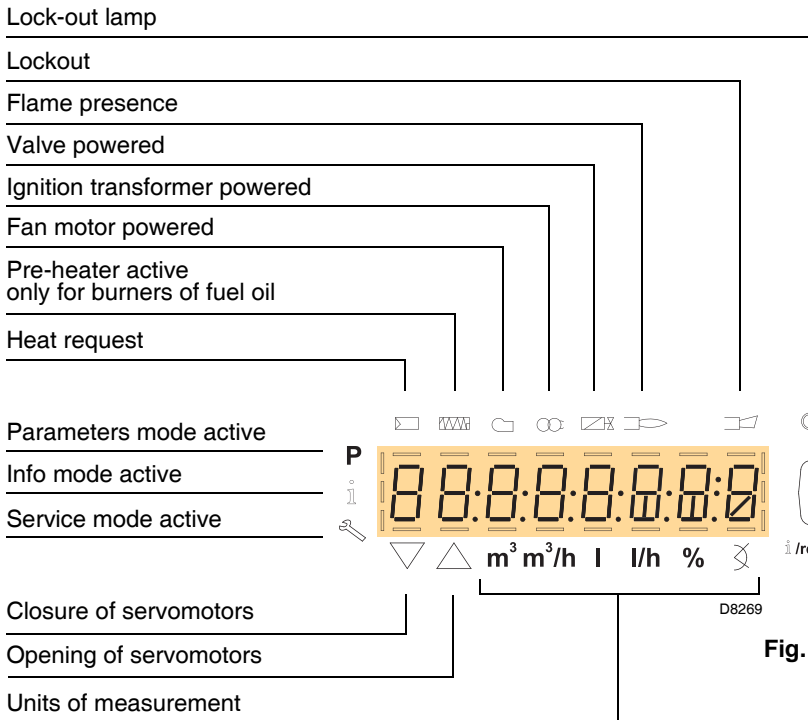 Lock-out lamp
Lockout
Flame presence
Valve powered
Ignition transformer powered
Fan motor powered
Pre-heater active
only for burners of fuel oil
Heat request
Parameters mode active
P
Info mode active
i
Service mode active
m³ m³/h l l/h %
i/re
D8269
Closure of servomotors
Fig.
Opening of servomotors
Units of measurement